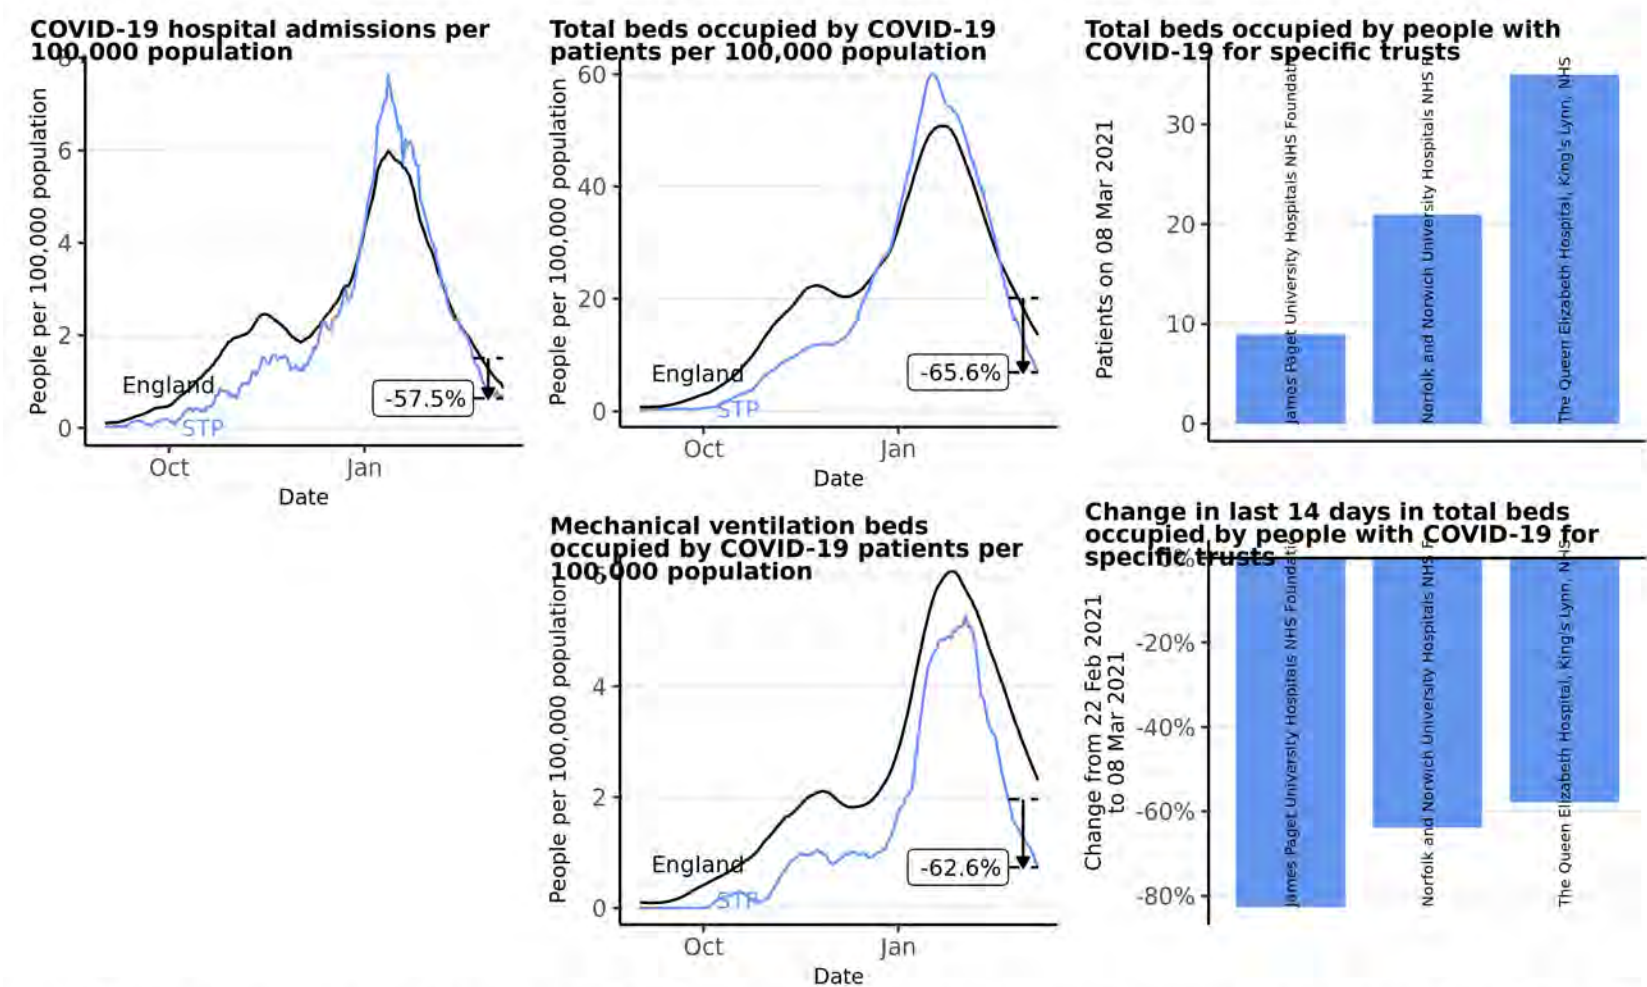 COVID-19 hospital admissions per
100,000 population
People per 100,000 population
8
6
4
2
0
England
STP
-57.5%
Oct
Jan
Date
Total beds occupied by COVID-19
patients per 100,000 population
People per 100,000 population
60
40
20
0
England
STP
-65.6%
Oct
Jan
Date
Total beds occupied by people with
COVID-19 for specific trusts
Patients on 08 Mar 2021
30
20
10
0
James Paget University Hospitals NHS Foundati
Norfolk and Norwich University Hospitals NHS F
The Queen Elizabeth Hospital, King's Lynn, NHS
Mechanical ventilation beds
occupied by COVID-19 patients per
100,000 population
People per 100,000 population
6
4
2
0
England
STP
-62.6%
Oct
Jan
Date
Change in last 14 days in total beds
occupied by people with COVID-19 for
specific trusts
Change from 22 Feb 2021
to 08 Mar 2021
0%
-20%
-40%
-60%
-80%
James Paget University Hospitals NHS Foundati
Norfolk and Norwich University Hospitals NHS F
The Queen Elizabeth Hospital, King's Lynn, NHS